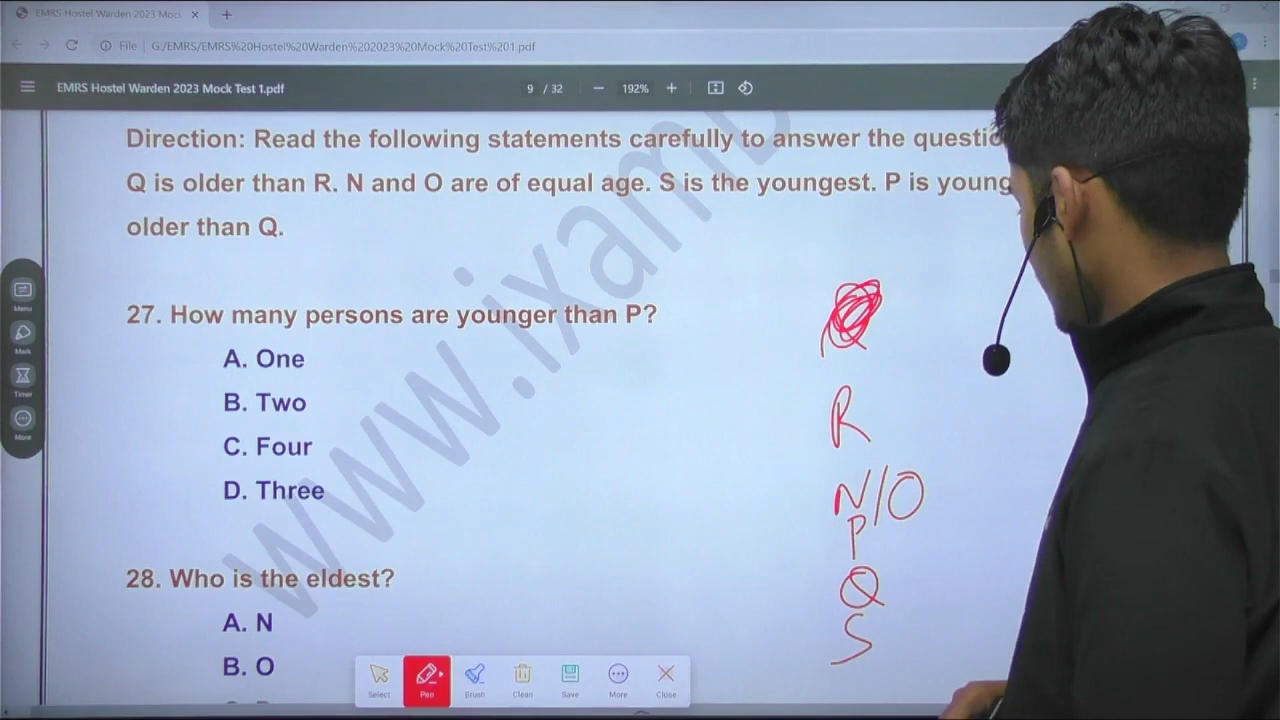 EMRS Hostel Warden 2023 Moc
File G:/EMRS/EMRS%20Hostel%20Warden%202023%20Mock%20Test%201.pdf
EMRS Hostel Warden 2023 Mock Test 1.pdf 9 / 32 192%
Direction: Read the following statements carefully to answer the questio
Q is older than R. N and O are of equal age. S is the youngest. P is young
older than Q.
27. How many persons are younger than P?
A. One
B. Two
C. Four
D. Three
28. Who is the eldest?
A. N
B. O
www.ixamb
R
N/O
P
Q
S
Menu
Mark
Timer
More
Select Pen Brush Clean Save More Close